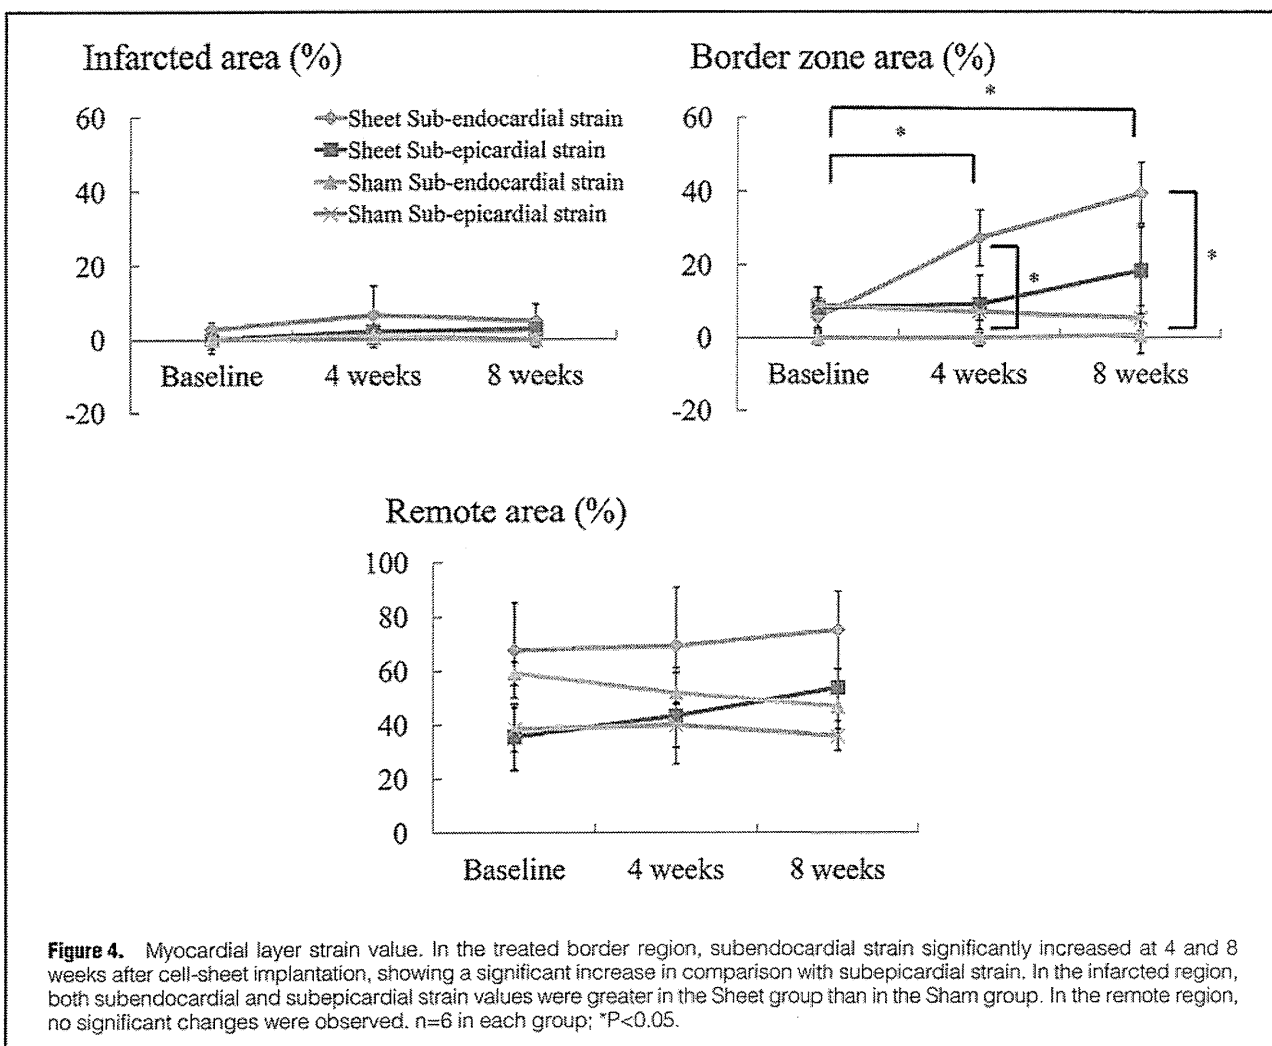 Infarcted area (%)
60
40
20
0
-20
Sheet Sub-endocardial strain
Sheet Sub-epicardial strain
Sham Sub-endocardial strain
Sham Sub-epicardial strain
Baseline 4 weeks 8 weeks
Border zone area (%)
60
40
20
0
-20
*
*
*
*
Baseline 4 weeks 8 weeks
Remote area (%)
100
80
60
40
20
0
Baseline 4 weeks 8 weeks
Figure 4. Myocardial layer strain value. In the treated border region, subendocardial strain significantly increased at 4 and 8
weeks after cell-sheet implantation, showing a significant increase in comparison with subepicardial strain. In the infarcted region,
both subendocardial and subepicardial strain values were greater in the Sheet group than in the Sham group. In the remote region,
no significant changes were observed. n=6 in each group; *P<0.05.